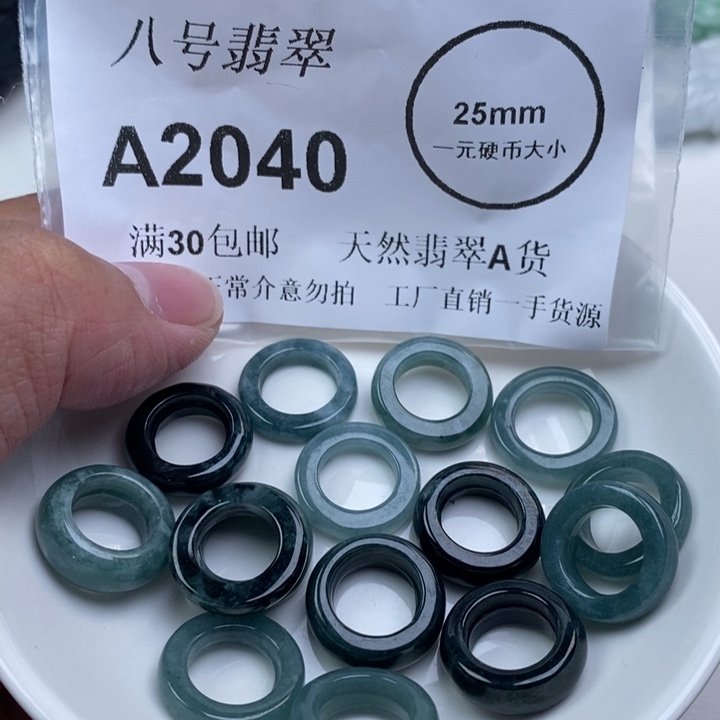 八号翡翠
A2040
25mm
一元硬币大小
满30包邮 天然翡翠A货
正常介意勿拍 工厂直销一手货源